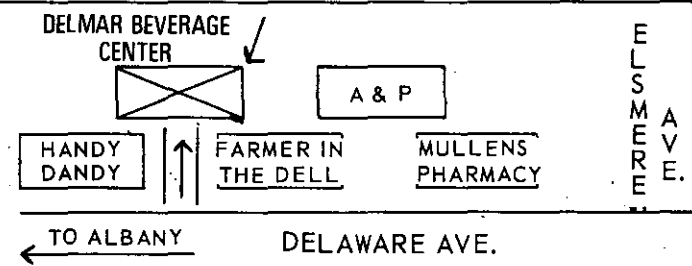 DELMAR BEVERAGE
CENTER
A & P
ELSMERE AVE.
HANDY
DANDY
FARMER IN
THE DELL
MULLENS
PHARMACY
TO ALBANY
DELAWARE AVE.